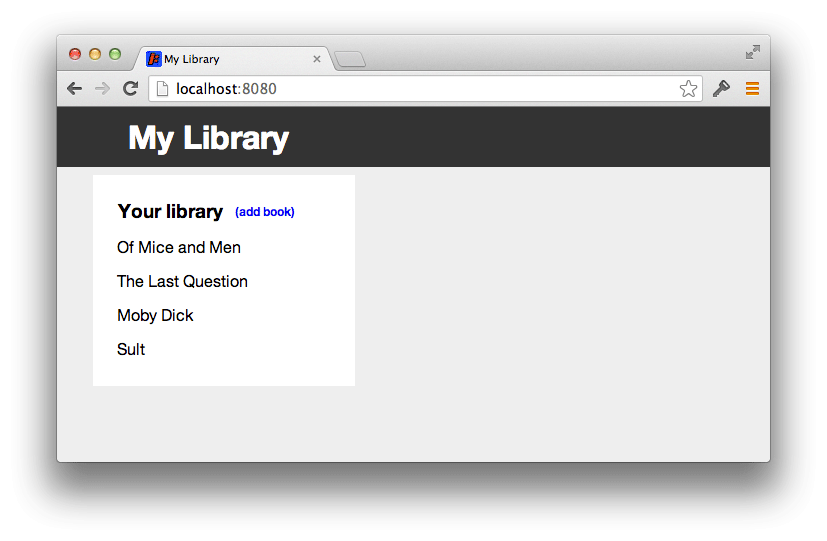 My Library
localhost:8080
My Library
Your library (add book)
Of Mice and Men
The Last Question
Moby Dick
Sult